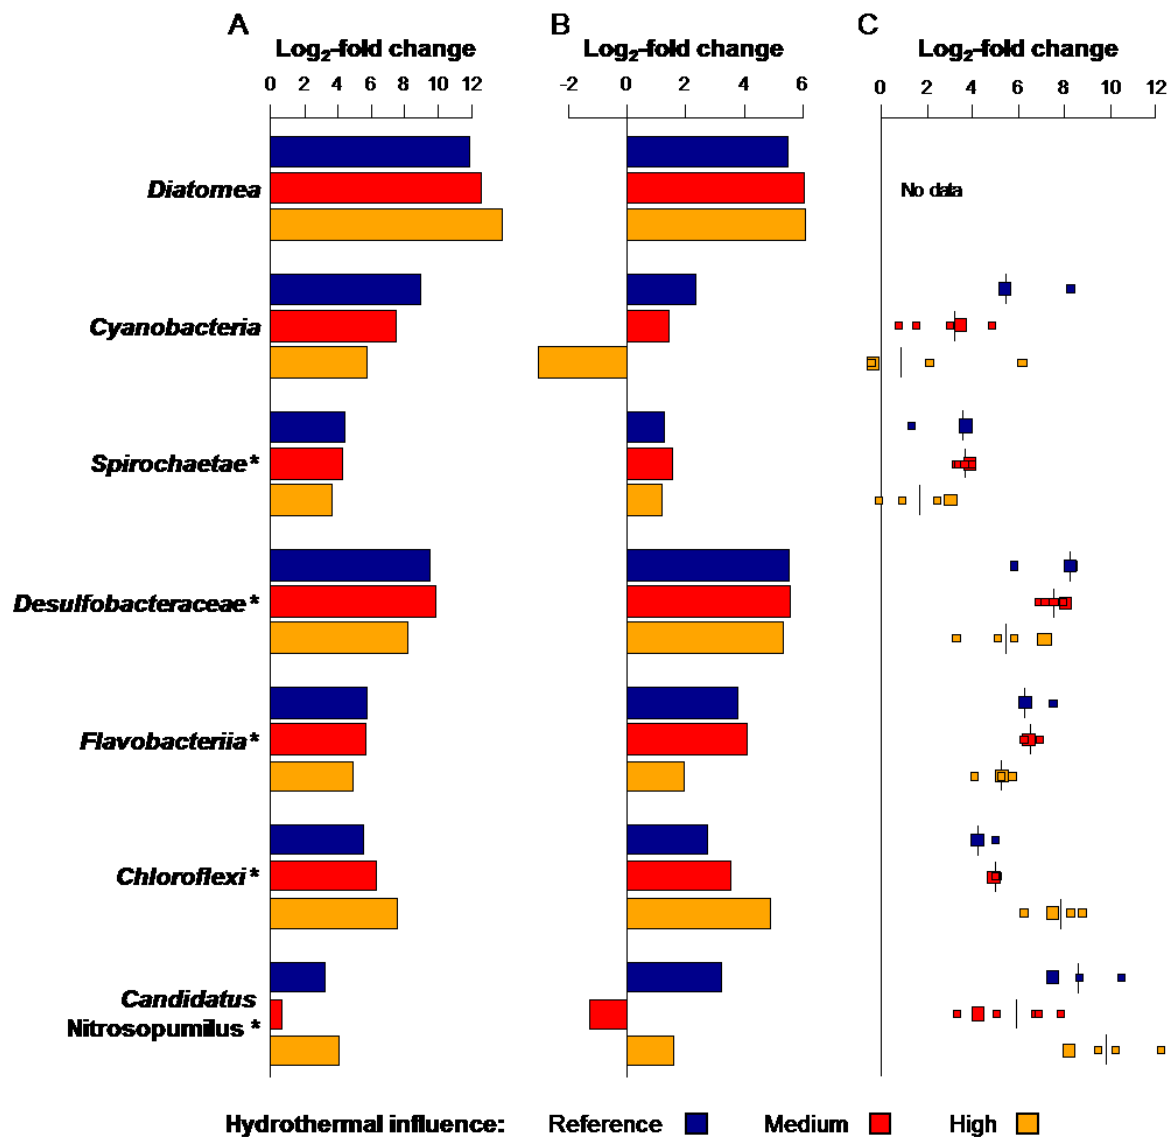 A B C
Log₂-fold change Log₂-fold change Log₂-fold change
0 2 4 6 8 10 12 -2 0 2 4 6 0 2 4 6 8 10 12
Diatomea No data
Cyanobacteria
Spirochaetae *
Desulfobacteraceae *
Flavobacteriia *
Chloroflexi *
Candidatus
Nitrosopumilus *
Hydrothermal influence: Reference Medium High